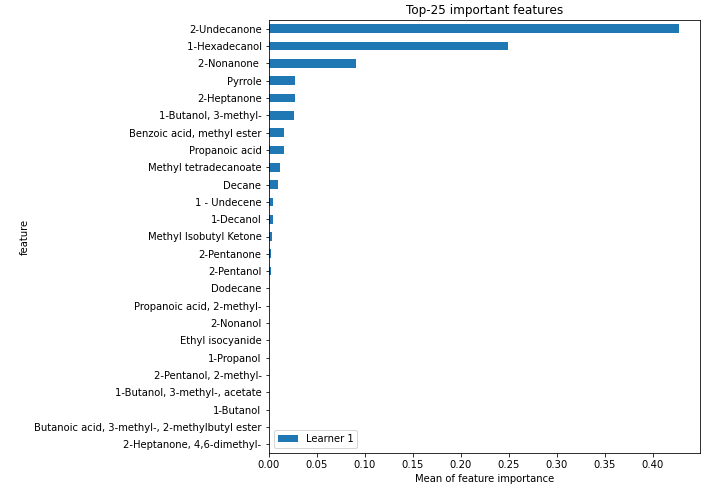 Top-25 important features
2-Undecanone
1-Hexadecanol
2-Nonanone
Pyrrole
2-Heptanone
1-Butanol, 3-methyl-
Benzoic acid, methyl ester
Propanoic acid
Methyl tetradecanoate
Decane
1 - Undecene
1-Decanol
Methyl Isobutyl Ketone
2-Pentanone
2-Pentanol
Dodecane
Propanoic acid, 2-methyl-
2-Nonanol
Ethyl isocyanide
1-Propanol
2-Pentanol, 2-methyl-
1-Butanol, 3-methyl-, acetate
1-Butanol
Butanoic acid, 3-methyl-, 2-methylbutyl ester
2-Heptanone, 4,6-dimethyl-
feature
Learner 1
0.00 0.05 0.10 0.15 0.20 0.25 0.30 0.35 0.40
Mean of feature importance